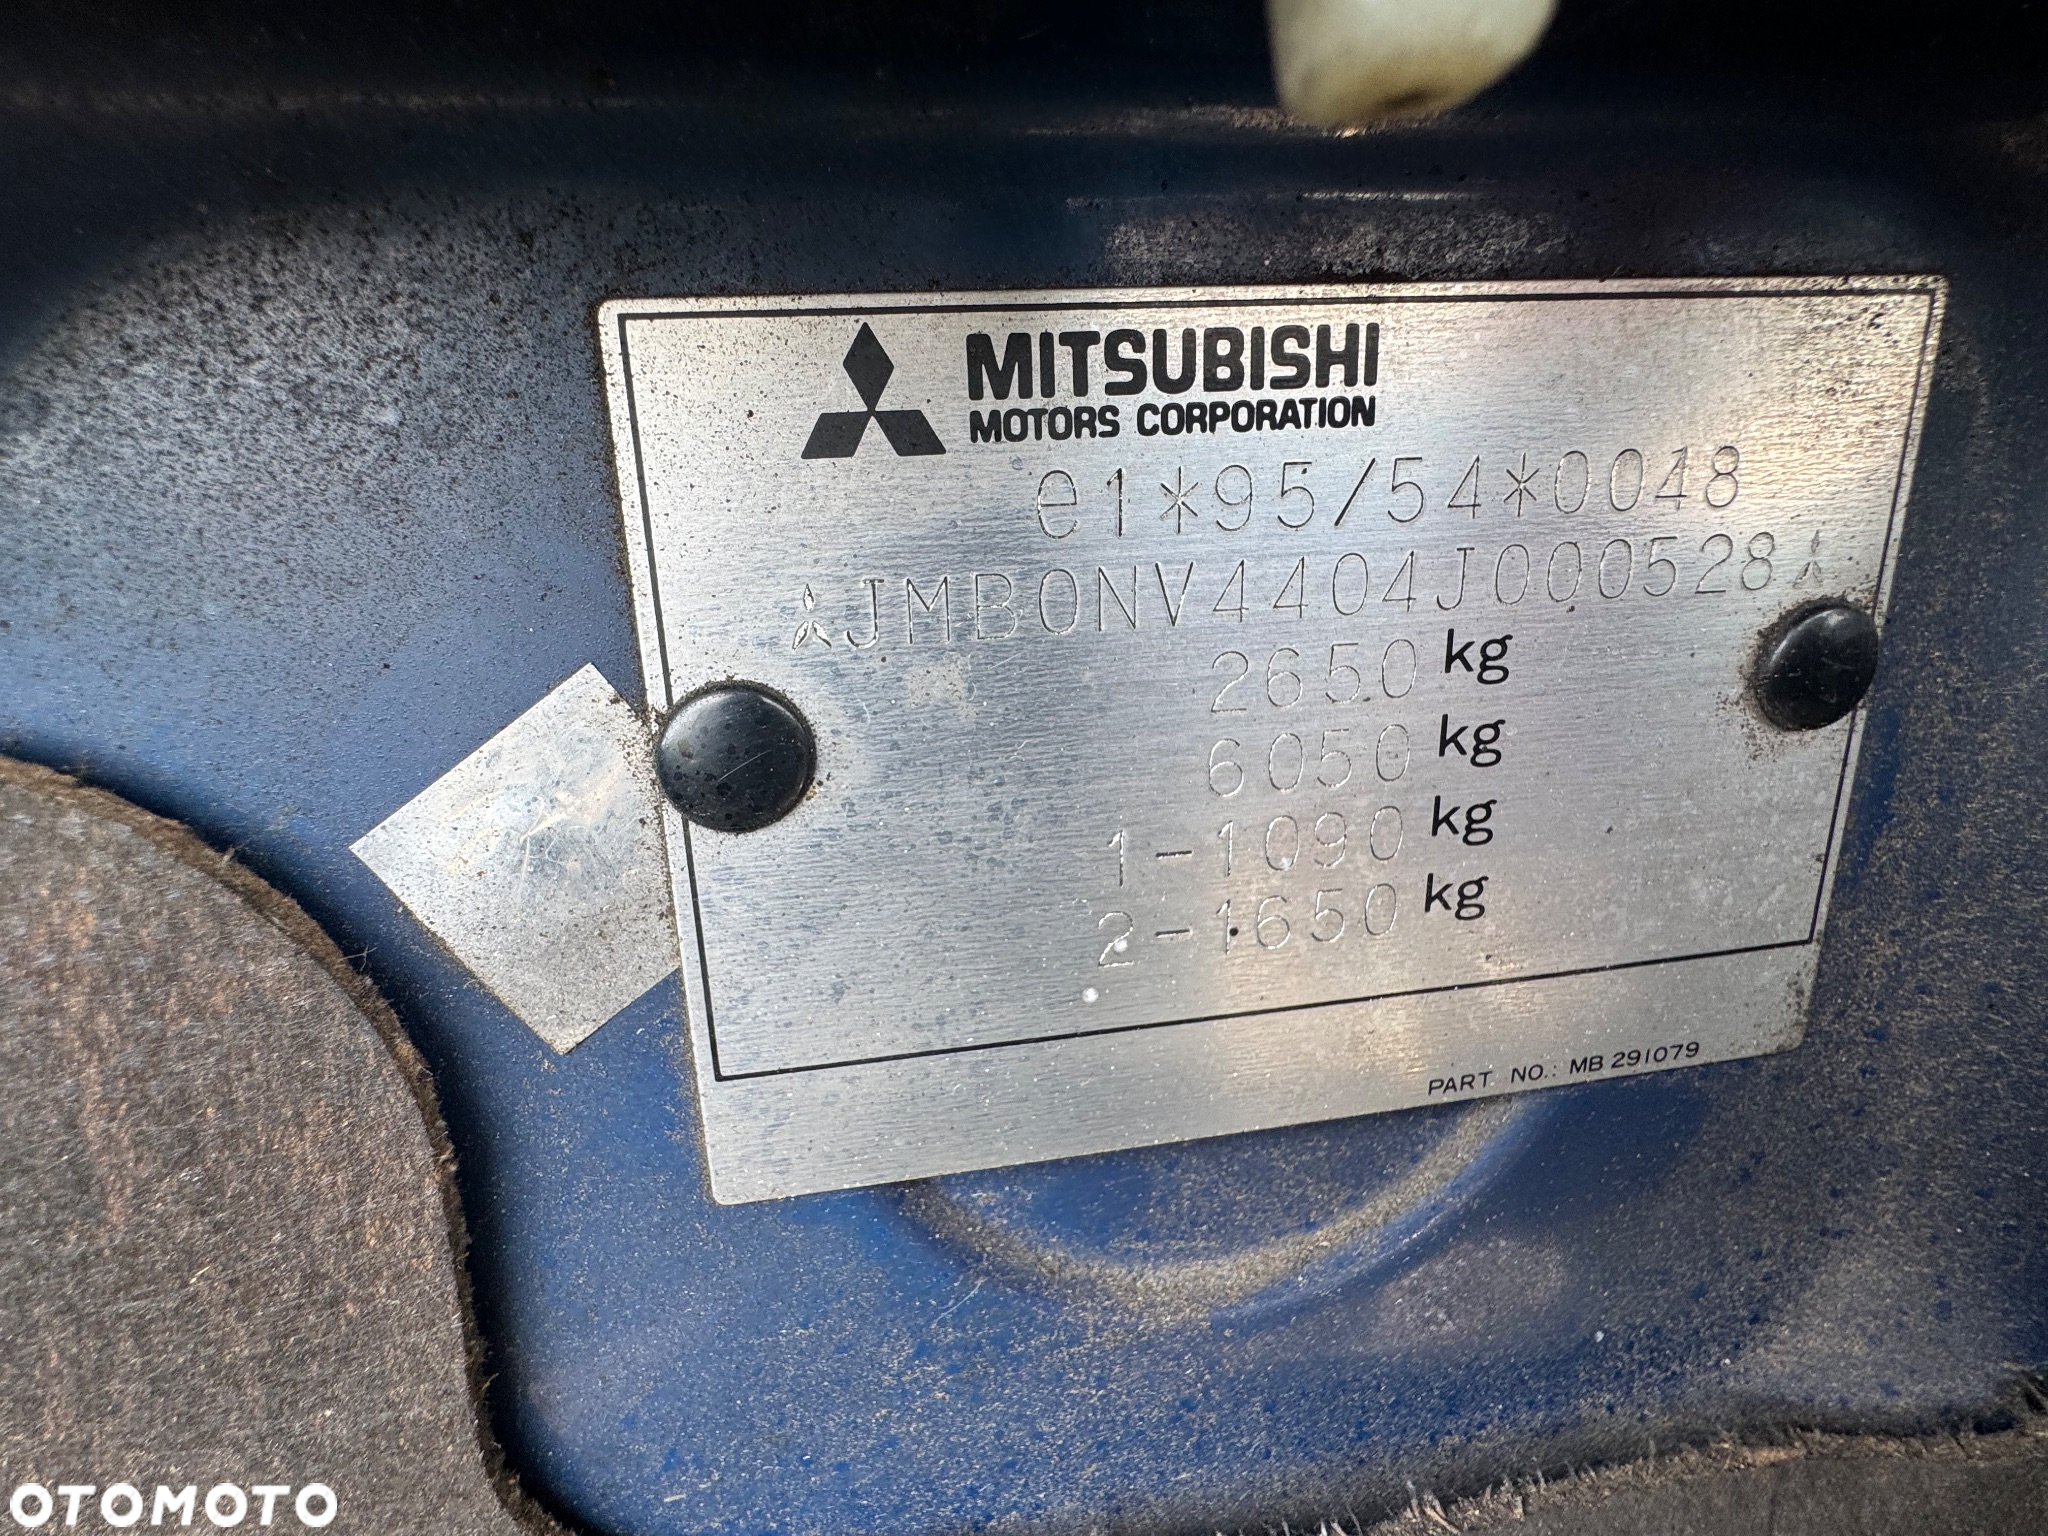 MITSUBISHI
MOTORS CORPORATION
e1*95/54*0048
JMB0NV4404J000528
2650 kg
6050 kg
1-1090 kg
2-1650 kg
PART NO.: MB 291079
OTOMOTO